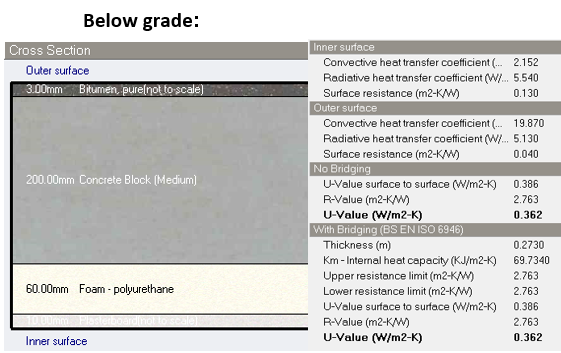 Below grade:
Cross Section
Outer surface
3.00mm Bitumen, pure(not to scale)
200.00mm Concrete Block (Medium)
60.00mm Foam - polyurethane
10.00mm Plasterboard(not to scale)
Inner surface
Inner surface
Convective heat transfer coefficient (... 2.152
Radiative heat transfer coefficient (W/... 5.540
Surface resistance (m2-K/W) 0.130
Outer surface
Convective heat transfer coefficient (... 19.870
Radiative heat transfer coefficient (W/... 5.130
Surface resistance (m2-K/W) 0.040
No Bridging
U-Value surface to surface (W/m2-K) 0.386
R-Value (m2-K/W) 2.763
U-Value (W/m2-K) 0.362
With Bridging (BS EN ISO 6946)
Thickness (m) 0.2730
Km - Internal heat capacity (KJ/m2-K) 69.7340
Upper resistance limit (m2-K/W) 2.763
Lower resistance limit (m2-K/W) 2.763
U-Value surface to surface (W/m2-K) 0.386
R-Value (m2-K/W) 2.763
U-Value (W/m2-K) 0.362